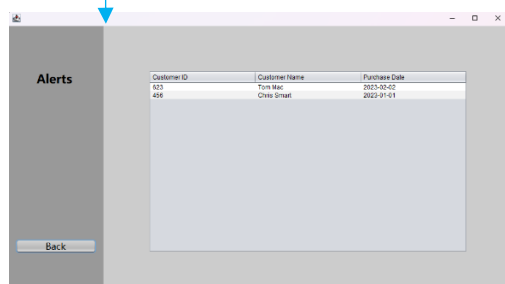 Alerts
Customer ID Customer Name Purchase Date
623 Tom Mac 2023-02-02
456 Chris Smart 2023-01-01
Back